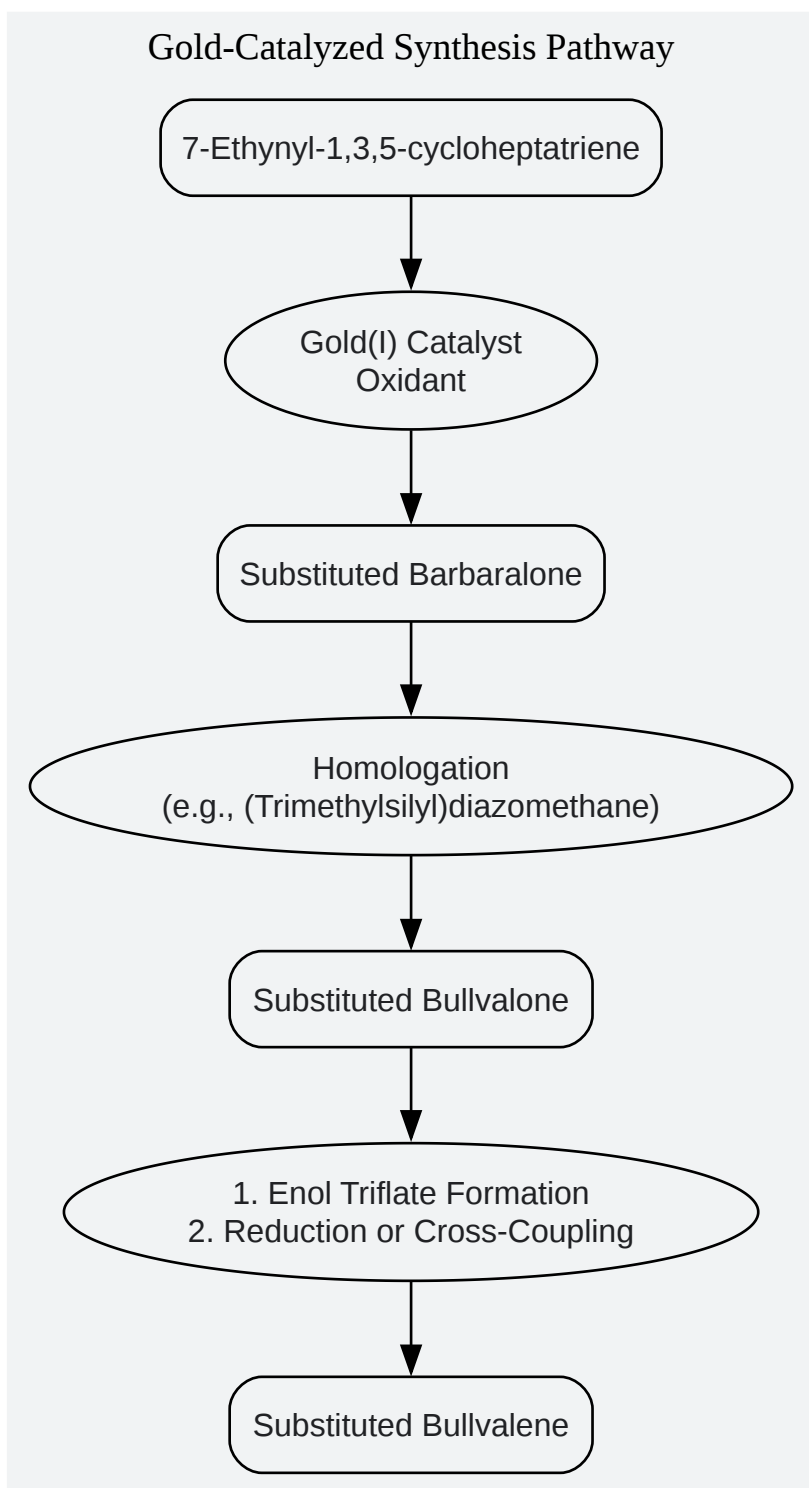 Gold-Catalyzed Synthesis Pathway
7-Ethynyl-1,3,5-cycloheptatriene
Gold(I) Catalyst
Oxidant
Substituted Barbaralone
Homologation
(e.g., (Trimethylsilyl)diazomethane)
Substituted Bullvalone
1. Enol Triflate Formation
2. Reduction or Cross-Coupling
Substituted Bullvalene